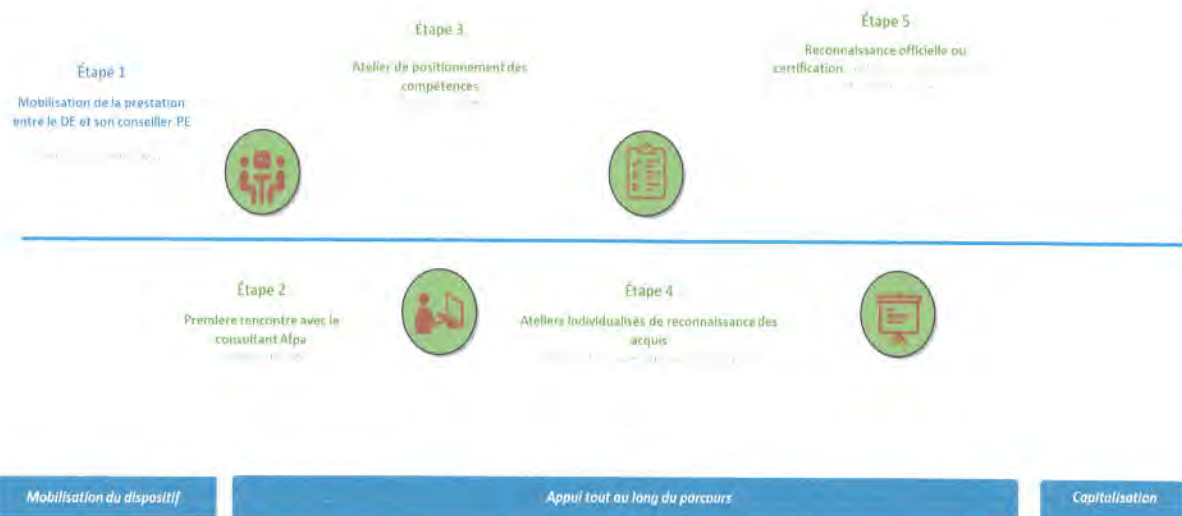 Étape 1
Mobilisation de la prestation
entre le DE et son conseiller PE
Étape 2
Première rencontre avec le
consultant Afpa
Étape 3
Atelier de positionnement des
compétences
Étape 4
Ateliers individualisés de reconnaissance des
acquis
Étape 5
Reconnaissance officielle ou
certification
Mobilisation du dispositif
Appui tout au long du parcours
Capitalisation